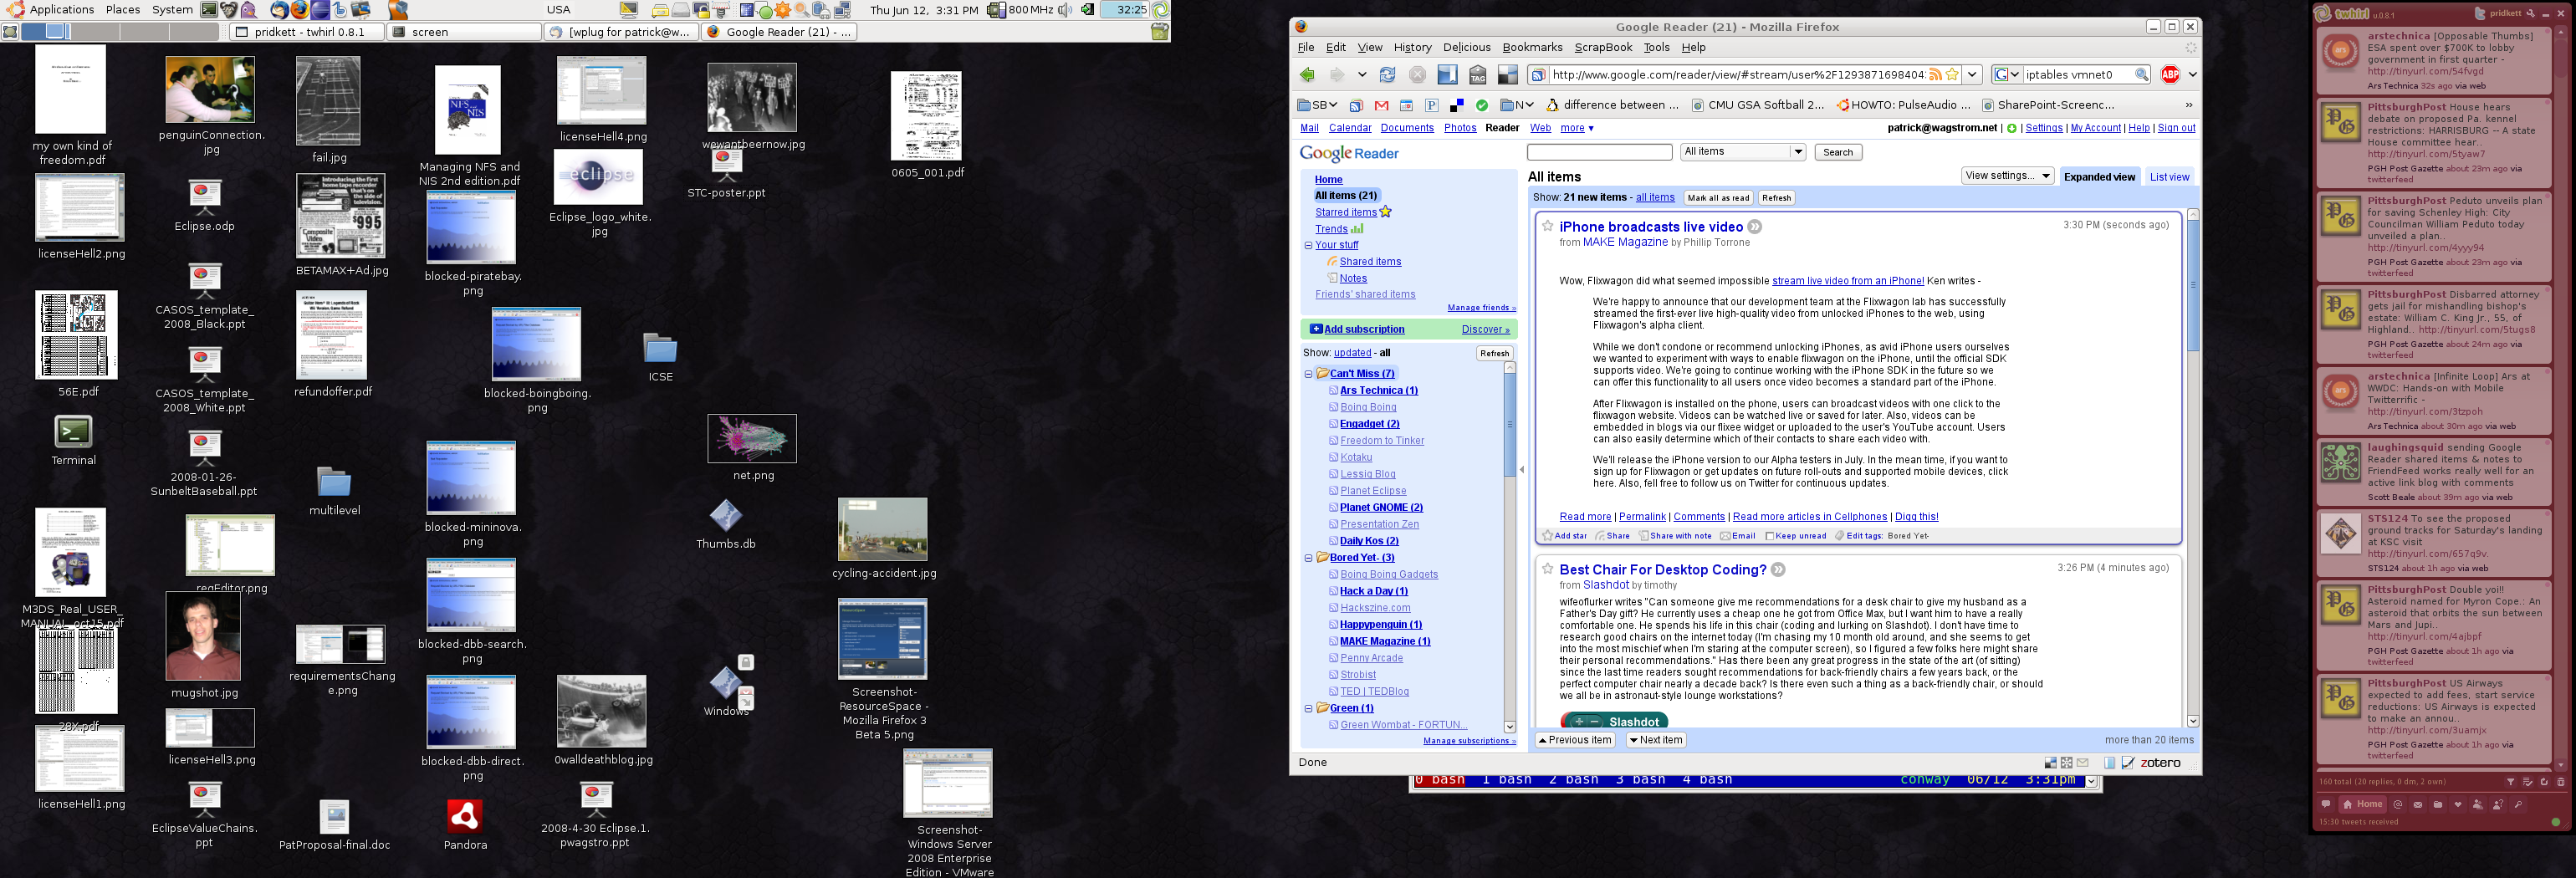 Applications Places System
USA
Thu Jun 12, 3:31 PM
800 MHz
32:25
pridkett - twhirl 0.8.1
screen
[wplug for patrick@w...
Google Reader (21) - ...
my own kind of
freedom.pdf
penguinConnection.
jpg
fail.jpg
Managing NFS and
NIS 2nd edition.pdf
licenseHell4.png
wewantbeernow.jpg
0605_001.pdf
licenseHell2.png
Eclipse.odp
BETAMAX+Ad.jpg
blocked-piratebay.
png
Eclipse_logo_white.
jpg
STC-poster.ppt
56E.pdf
CASOS_template_
2008_Black.ppt
CASOS_template_
2008_White.ppt
refundoffer.pdf
blocked-boingboing.
png
ICSE
Terminal
2008-01-26-
SunbeltBaseball.ppt
multilevel
blocked-mininova.
png
net.png
Thumbs.db
cycling-accident.jpg
M3DS_Real_USER_
MANUAL_oct15.pdf
regEditor.png
mugshot.jpg
requirementsChang
e.png
blocked-dbb-search.
png
Windows
Screenshot-
ResourceSpace -
Mozilla Firefox 3
Beta 5.png
28X.pdf
licenseHell3.png
blocked-dbb-direct.
png
0walldeathblog.jpg
licenseHell1.png
EclipseValueChains.
ppt
PatProposal-final.doc
Pandora
2008-4-30 Eclipse.1.
pwagstro.ppt
Screenshot-
Windows Server
2008 Enterprise
Edition - VMware
Google Reader (21) - Mozilla Firefox
File Edit View History Delicious Bookmarks ScrapBook Tools Help
http://www.google.com/reader/view/#stream/user%2F12938716984043
iptables vmnet0
ABP
SB
N
difference between ...
CMU GSA Softball 2...
HOWTO: PulseAudio ...
SharePoint-Screenc...
»
Mail Calendar Documents Photos Reader Web more ▼
patrick@wagstrom.net | | Settings | My Account | Help | Sign out
Google Reader
All items
Search
Home
All items (21)
Starred items
Trends
Your stuff
Shared items
Notes
Friends' shared items
Manage friends »
Add subscription Discover »
Show: updated - all
Refresh
Can't Miss (7)
Ars Technica (1)
Boing Boing
Engadget (2)
Freedom to Tinker
Kotaku
Lessig Blog
Planet Eclipse
Planet GNOME (2)
Presentation Zen
Daily Kos (2)
Bored Yet- (3)
Boing Boing Gadgets
Hack a Day (1)
Hackszine.com
Happypenguin (1)
MAKE Magazine (1)
Penny Arcade
Strobist
TED | TEDBlog
Green (1)
Green Wombat - FORTUN...
Manage subscriptions »
All items
View settings...
Expanded view
List view
Show: 21 new items - all items
Mark all as read
Refresh
iPhone broadcasts live video
3:30 PM (seconds ago)
from MAKE Magazine by Phillip Torrone
Wow, Flixwagon did what seemed impossible stream live video from an iPhone! Ken writes -
We're happy to announce that our development team at the Flixwagon lab has successfully
streamed the first-ever live high-quality video from unlocked iPhones to the web, using
Flixwagon's alpha client.
While we don't condone or recommend unlocking iPhones, as avid iPhone users ourselves
we wanted to experiment with ways to enable flixwagon on the iPhone, until the official SDK
supports video. We're going to continue working with the iPhone SDK in the future so we
can offer this functionality to all users once video becomes a standard part of the iPhone.
After Flixwagon is installed on the phone, users can broadcast videos with one click to the
flixwagon website. Videos can be watched live or saved for later. Also, videos can be
embedded in blogs via our flixee widget or uploaded to the user's YouTube account. Users
can also easily determine which of their contacts to share each video with.
We'll release the iPhone version to our Alpha testers in July. In the mean time, if you want to
sign up for Flixwagon or get updates on future roll-outs and supported mobile devices, click
here. Also, fell free to follow us on Twitter for continuous updates.
Read more | Permalink | Comments | Read more articles in Cellphones | Digg this!
Add star Share Share with note Email Keep unread Edit tags: Bored Yet-
Best Chair For Desktop Coding?
3:26 PM (4 minutes ago)
from Slashdot by timothy
wifeoflurker writes "Can someone give me recommendations for a desk chair to give my husband as a
Father's Day gift? He currently uses a cheap one he got from Office Max, but I want him to have a really
comfortable one. He spends his life in this chair (coding and lurking on Slashdot). I don't have time to
research good chairs on the internet today (I'm chasing my 10 month old around, and she seems to get
into the most mischief when I'm staring at the computer screen), so I figured a few folks here might share
their personal recommendations." Has there been any great progress in the state of the art (of sitting)
since the last time readers sought recommendations for back-friendly chairs a few years back, or the
perfect computer chair nearly a decade back? Is there even such a thing as a back-friendly chair, or should
we all be in astronaut-style lounge workstations?
Slashdot
Previous item
Next item
more than 20 items
Done
zotero
0 bash 1 bash 2 bash 3 bash 4 bash
conway 06/12 3:31pm
twhirl v.0.8.1
pridkett
arstechnica [Opposable Thumbs]
ESA spent over $700K to lobby
government in first quarter -
http://tinyurl.com/54fvgd
Ars Technica 32s ago via web
PittsburghPost House hears
debate on proposed Pa. kennel
restrictions: HARRISBURG -- A state
House committee hear..
http://tinyurl.com/5tyaw7
PGH Post Gazette about 23m ago via
twitterfeed
PittsburghPost Peduto unveils plan
for saving Schenley High: City
Councilman William Peduto today
unveiled a plan..
http://tinyurl.com/4yyy94
PGH Post Gazette about 23m ago via
twitterfeed
PittsburghPost Disbarred attorney
gets jail for mishandling bishop's
estate: William C. King Jr., 55, of
Highland.. http://tinyurl.com/5tugs8
PGH Post Gazette about 24m ago via
twitterfeed
arstechnica [Infinite Loop] Ars at
WWDC: Hands-on with Mobile
Twitterrific -
http://tinyurl.com/3tzpoh
Ars Technica about 30m ago via web
laughingsquid sending Google
Reader shared items & notes to
FriendFeed works really well for an
active link blog with comments
Scott Beale about 39m ago via web
STS124 To see the proposed
ground tracks for Saturday's landing
at KSC visit
http://tinyurl.com/657q9v.
STS124 about 1h ago via web
PittsburghPost Double yoi!!
Asteroid named for Myron Cope.: An
asteroid that orbits the sun between
Mars and Jupi..
http://tinyurl.com/4ajbpf
PGH Post Gazette about 1h ago via
twitterfeed
PittsburghPost US Airways
expected to add fees, start service
reductions: US Airways is expected
to make an annou..
http://tinyurl.com/3uamjx
PGH Post Gazette about 1h ago via
twitterfeed
160 total (20 replies, 0 dm, 2 own)
Home
15:30 tweets received